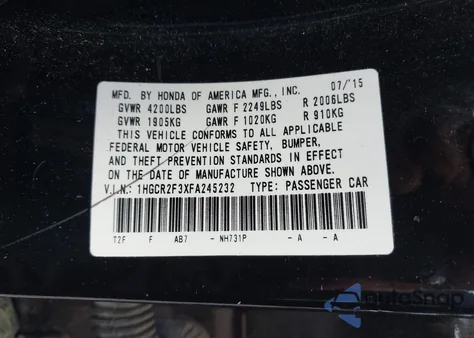 MFD. BY HONDA OF AMERICA MFG., INC. 07/'15
GVWR 4200LBS GAWR F 2249LBS R 2006LBS
GVWR 1905KG GAWR F 1020KG R 910KG
THIS VEHICLE CONFORMS TO ALL APPLICABLE
FEDERAL MOTOR VEHICLE SAFETY, BUMPER,
AND THEFT PREVENTION STANDARDS IN EFFECT
ON THE DATE OF MANUFACTURE SHOWN ABOVE.
V.I.N.: 1HGCR2F3XFA245232 TYPE: PASSENGER CAR
T2F F AB7 - NH731P - A - A
AutoSnap